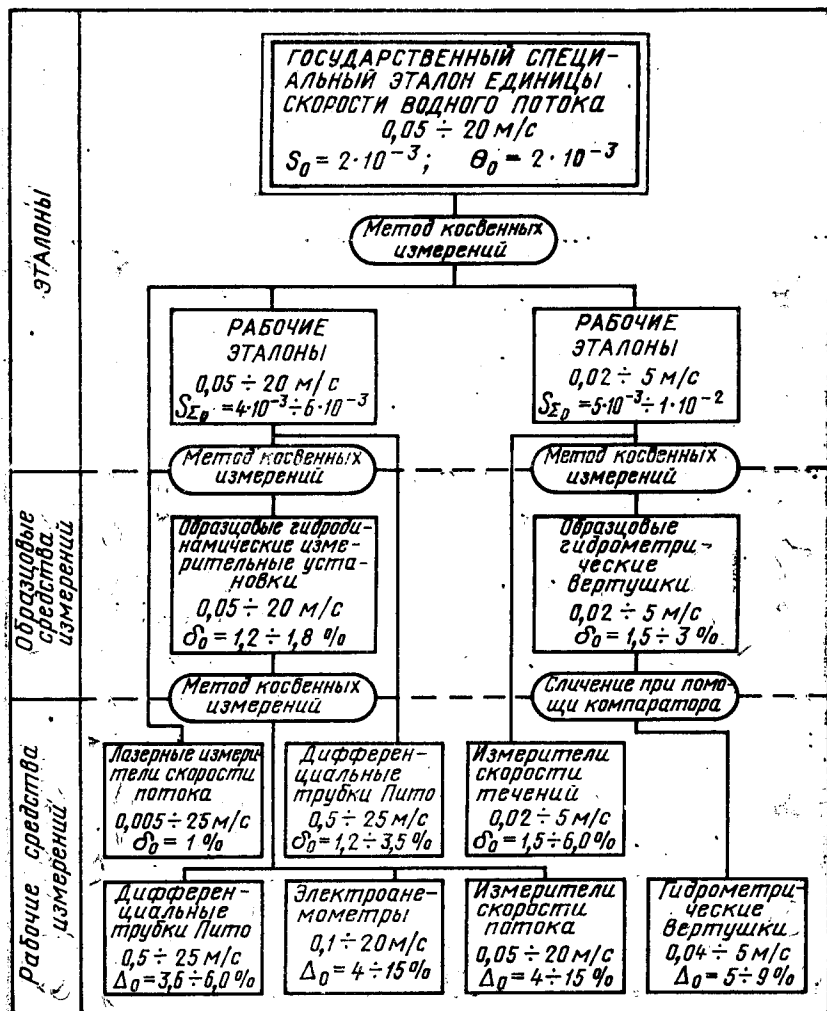 ГОСУДАРСТВЕННЫЙ СПЕЦИ-
АЛЬНЫЙ ЭТАЛОН ЕДИНИЦЫ
СКОРОСТИ ВОДНОГО ПОТОКА
0,05 ÷ 20 м/с
S₀ = 2·10⁻³; Θ₀ = 2·10⁻³
Метод косвенных
измерений
ЭТАЛОНЫ
РАБОЧИЕ
ЭТАЛОНЫ
0,05 ÷ 20 м/с
S_Σ₀ = 4·10⁻³ ÷ 6·10⁻³
РАБОЧИЕ
ЭТАЛОНЫ
0,02 ÷ 5 м/с
S_Σ₀ = 5·10⁻³ ÷ 1·10⁻²
Метод косвенных
измерений
Метод косвенных
измерений
Образцовые
средства
измерений
Образцовые гидроди-
намические изме-
рительные уста-
новки
0,05 ÷ 20 м/с
δ₀ = 1,2 ÷ 1,8 %
Образцовые
гидрометри-
ческие
вертушки
0,02 ÷ 5 м/с
δ₀ = 1,5 ÷ 3 %
Метод косвенных
измерений
Сличение при помо-
щи компаратора
Рабочие средства
измерений
Лазерные измери-
тели скорости
потока
0,005 ÷ 25 м/с
δ₀ = 1 %
Дифферен-
циальные
трубки Пито
0,5 ÷ 25 м/с
δ₀ = 1,2 ÷ 3,5 %
Измерители
скорости
течений
0,02 ÷ 5 м/с
δ₀ = 1,5 ÷ 6,0 %
Дифферен-
циальные
трубки Пито
0,5 ÷ 25 м/с
Δ₀ = 3,6 ÷ 6,0 %
Электроане-
мометры
0,1 ÷ 20 м/с
Δ₀ = 4 ÷ 15 %
Измерители
скорости
потока
0,05 ÷ 20 м/с
Δ₀ = 4 ÷ 15 %
Гидрометри-
ческие
вертушки
0,04 ÷ 5 м/с
Δ₀ = 5 ÷ 9 %